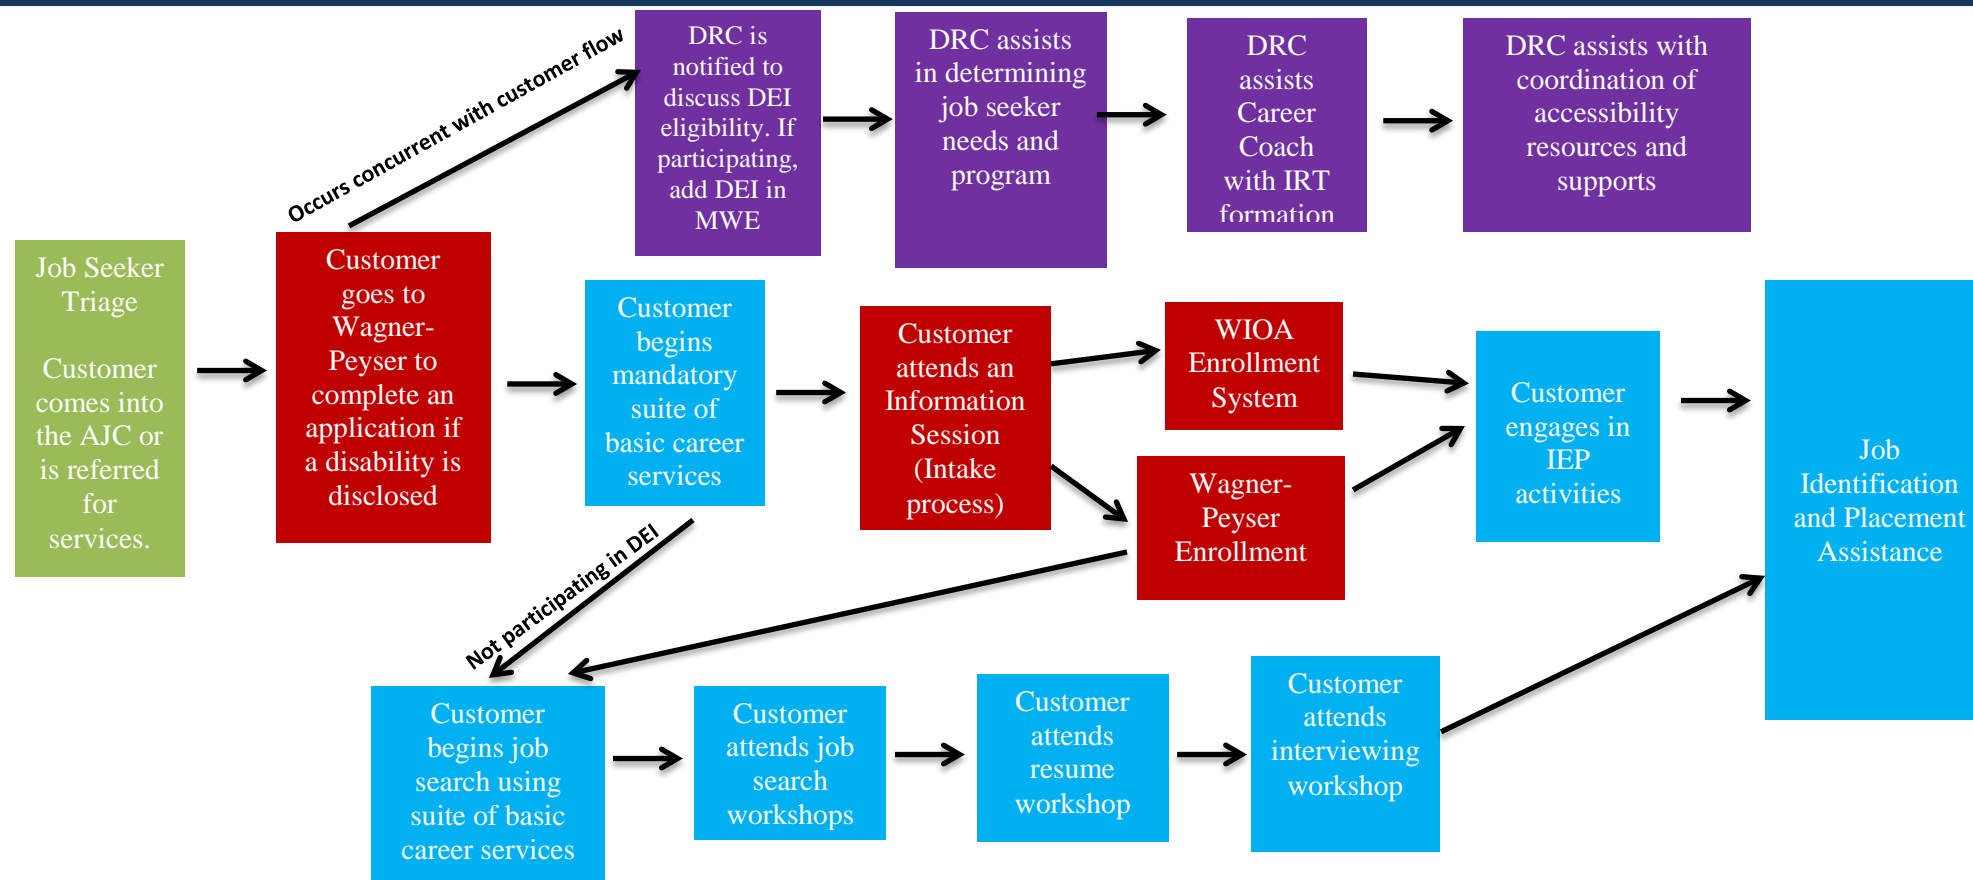 Occurs concurrent with customer flow
DRC is
notified to
discuss DEI
eligibility. If
participating,
add DEI in
MWE
DRC assists
in determining
job seeker
needs and
program
DRC
assists
Career
Coach
with IRT
formation
DRC assists with
coordination of
accessibility
resources and
supports
Job Seeker
Triage
Customer
comes into
the AJC or
is referred
for
services.
Customer
goes to
Wagner-
Peyser to
complete an
application if
a disability is
disclosed
Customer
begins
mandatory
suite of
basic career
services
Customer
attends an
Information
Session
(Intake
process)
WIOA
Enrollment
System
Wagner-
Peyser
Enrollment
Customer
engages in
IEP
activities
Job
Identification
and Placement
Assistance
Not participating in DEI
Customer
begins job
search using
suite of basic
career services
Customer
attends job
search
workshops
Customer
attends
resume
workshop
Customer
attends
interviewing
workshop